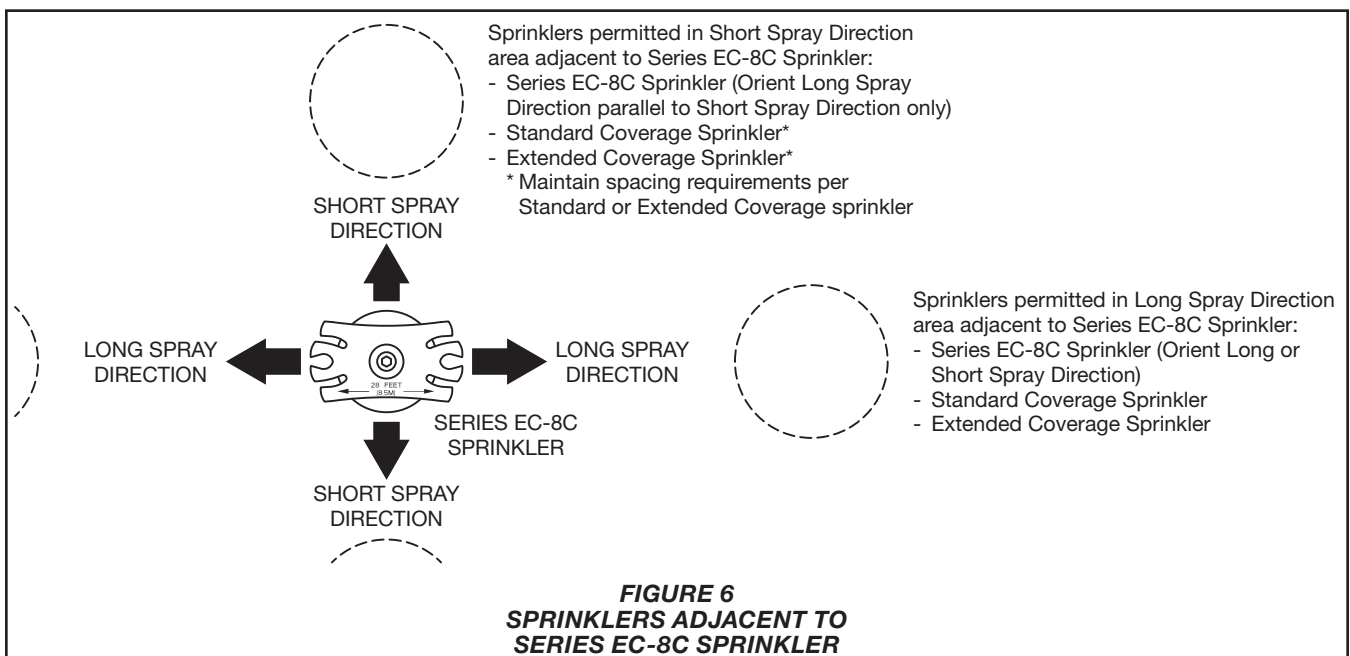 Sprinklers permitted in Short Spray Direction
area adjacent to Series EC-8C Sprinkler:
- Series EC-8C Sprinkler (Orient Long Spray
Direction parallel to Short Spray Direction only)
- Standard Coverage Sprinkler*
- Extended Coverage Sprinkler*
* Maintain spacing requirements per
Standard or Extended Coverage sprinkler
SHORT SPRAY
DIRECTION
LONG SPRAY
DIRECTION
28 FEET
(8.5M)
LONG SPRAY
DIRECTION
SERIES EC-8C
SPRINKLER
SHORT SPRAY
DIRECTION
Sprinklers permitted in Long Spray Direction
area adjacent to Series EC-8C Sprinkler:
- Series EC-8C Sprinkler (Orient Long or
Short Spray Direction)
- Standard Coverage Sprinkler
- Extended Coverage Sprinkler
FIGURE 6
SPRINKLERS ADJACENT TO
SERIES EC-8C SPRINKLER